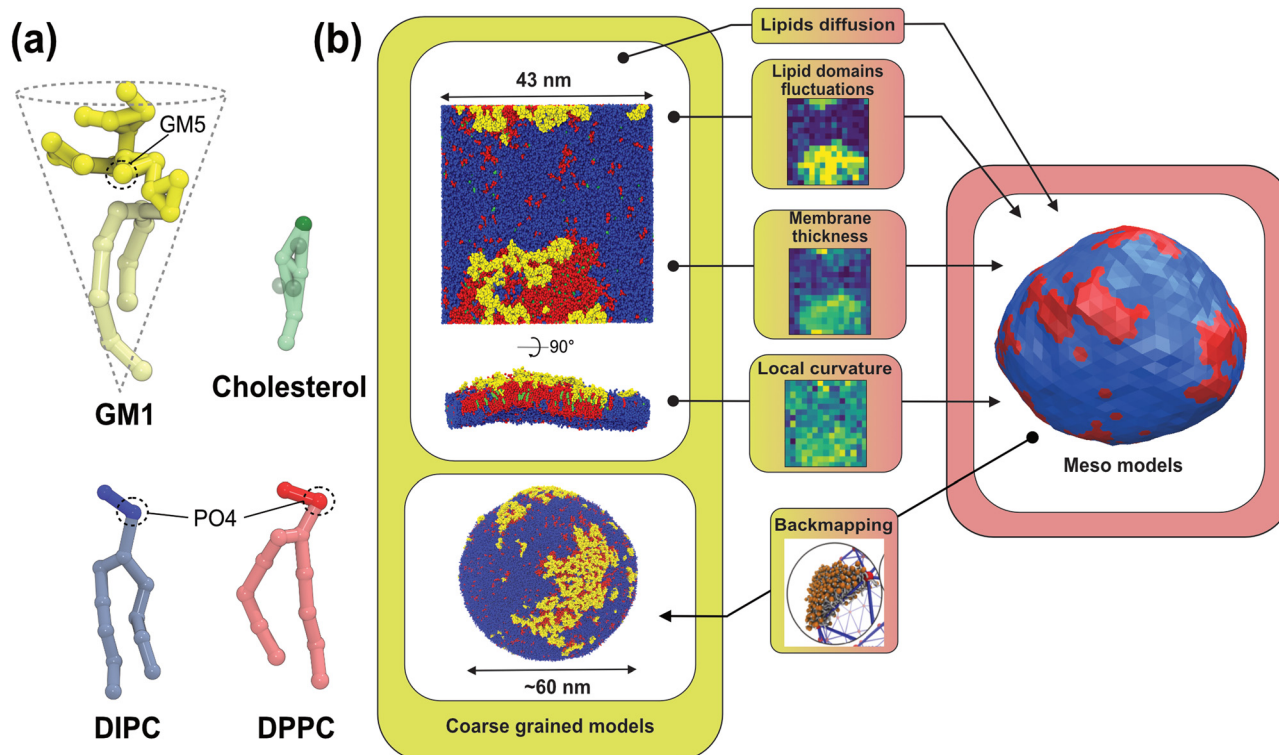 (a)
GM5
GM1
Cholesterol
PO4
DIPC
DPPC
(b)
43 nm
90°
~60 nm
Coarse grained models
Lipids diffusion
Lipid domains
fluctuations
Membrane
thickness
Local curvature
Backmapping
Meso models